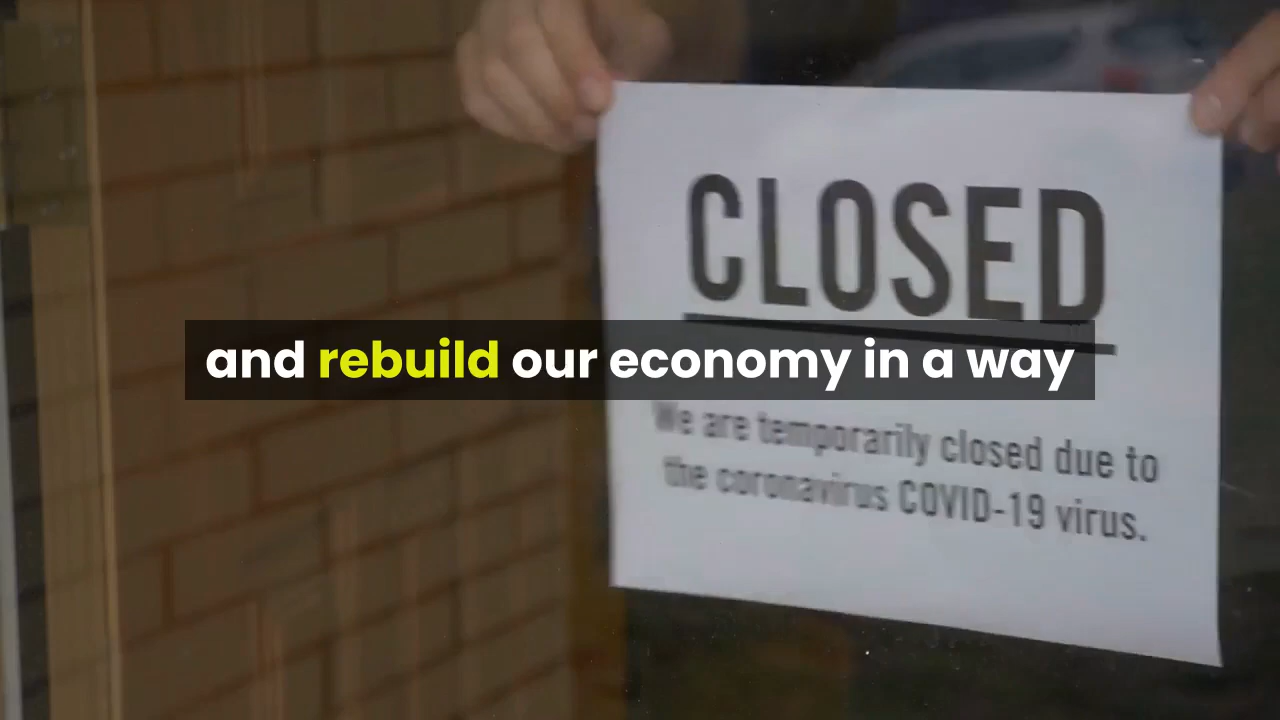 CLOSED
and rebuild our economy in a way
We are temporarily closed due to
the coronavirus COVID-19 virus.